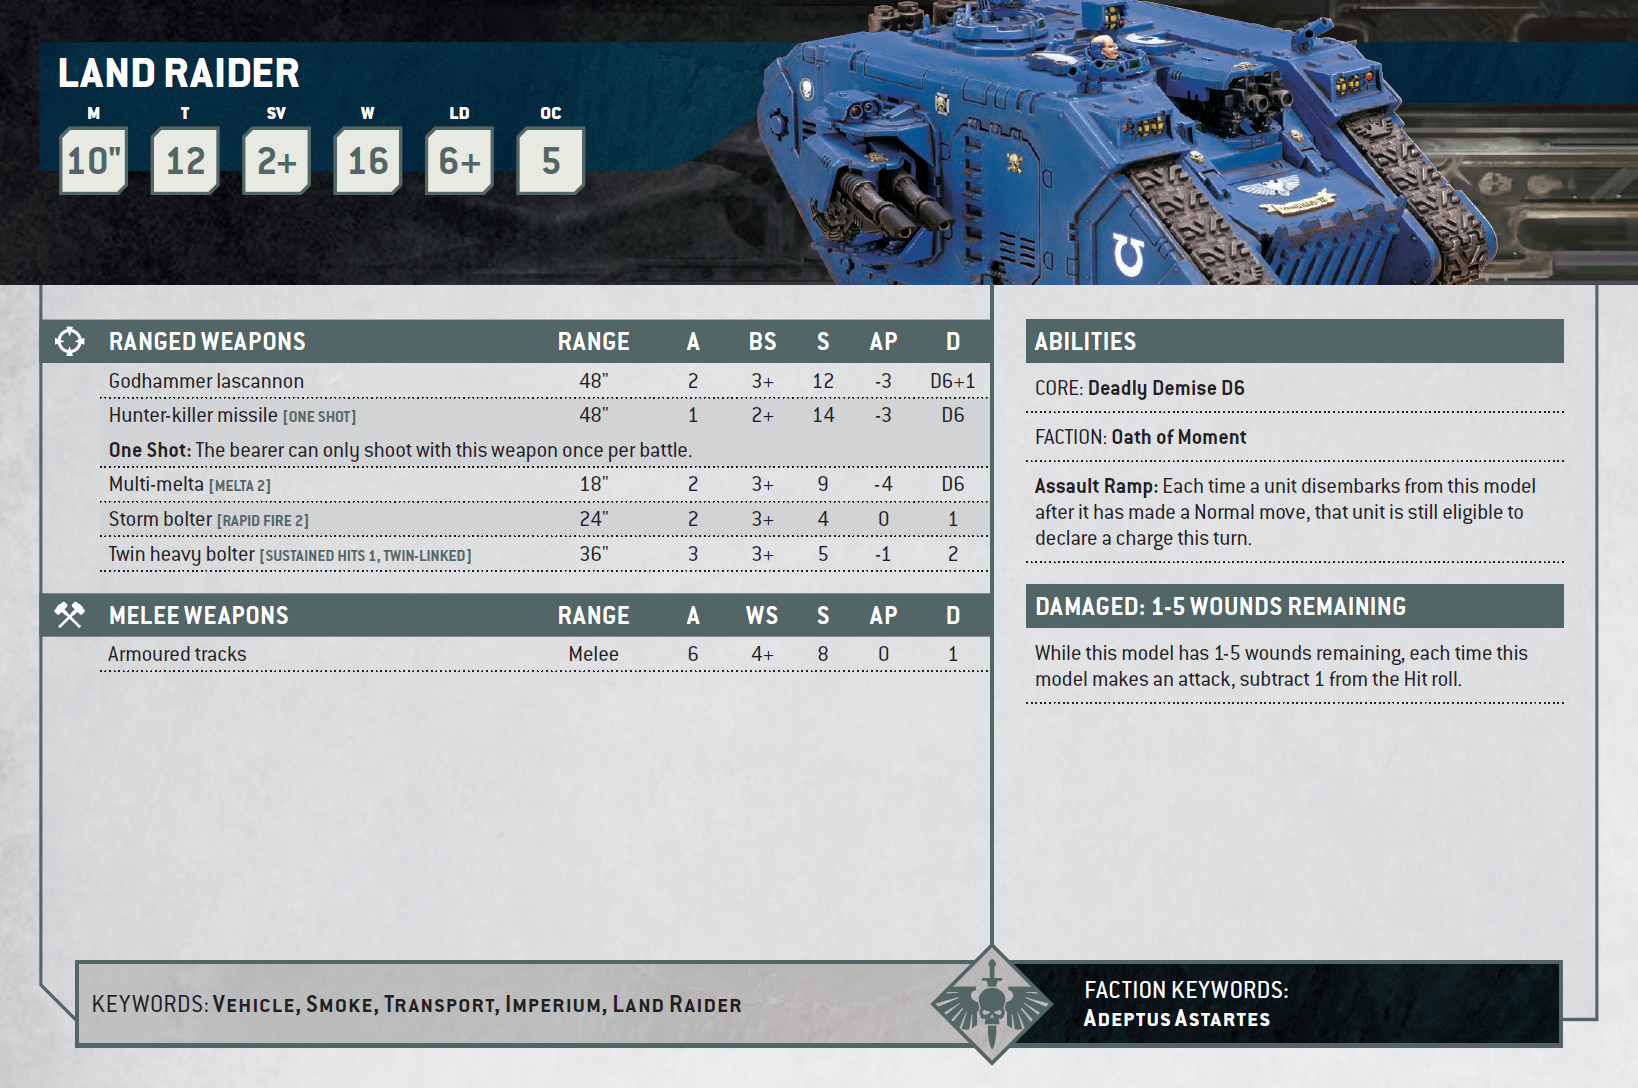 LAND RAIDER
M T SV W LD OC
10" 12 2+ 16 6+ 5
RANGED WEAPONS RANGE A BS S AP D
Godhammer lascannon 48" 2 3+ 12 -3 D6+1
Hunter-killer missile [ONE SHOT] 48" 1 2+ 14 -3 D6
One Shot: The bearer can only shoot with this weapon once per battle.
Multi-melta [MELTA 2] 18" 2 3+ 9 -4 D6
Storm bolter [RAPID FIRE 2] 24" 2 3+ 4 0 1
Twin heavy bolter [SUSTAINED HITS 1, TWIN-LINKED] 36" 3 3+ 5 -1 2
MELEE WEAPONS RANGE A WS S AP D
Armoured tracks Melee 6 4+ 8 0 1
ABILITIES
CORE: Deadly Demise D6
FACTION: Oath of Moment
Assault Ramp: Each time a unit disembarks from this model
after it has made a Normal move, that unit is still eligible to
declare a charge this turn.
DAMAGED: 1-5 WOUNDS REMAINING
While this model has 1-5 wounds remaining, each time this
model makes an attack, subtract 1 from the Hit roll.
KEYWORDS: VEHICLE, SMOKE, TRANSPORT, IMPERIUM, LAND RAIDER
FACTION KEYWORDS:
ADEPTUS ASTARTES